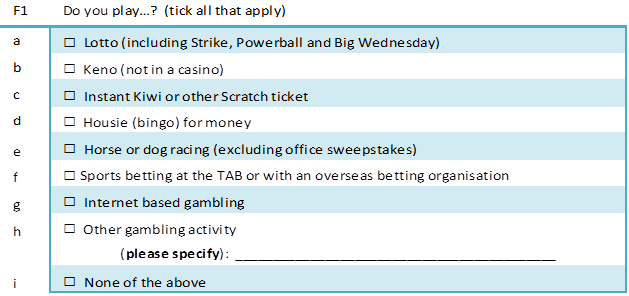 F1 Do you play...? (tick all that apply)
a ☐ Lotto (including Strike, Powerball and Big Wednesday)
b ☐ Keno (not in a casino)
c ☐ Instant Kiwi or other Scratch ticket
d ☐ Housie (bingo) for money
e ☐ Horse or dog racing (excluding office sweepstakes)
f ☐ Sports betting at the TAB or with an overseas betting organisation
g ☐ Internet based gambling
h ☐ Other gambling activity
(please specify): ______________________________
i ☐ None of the above